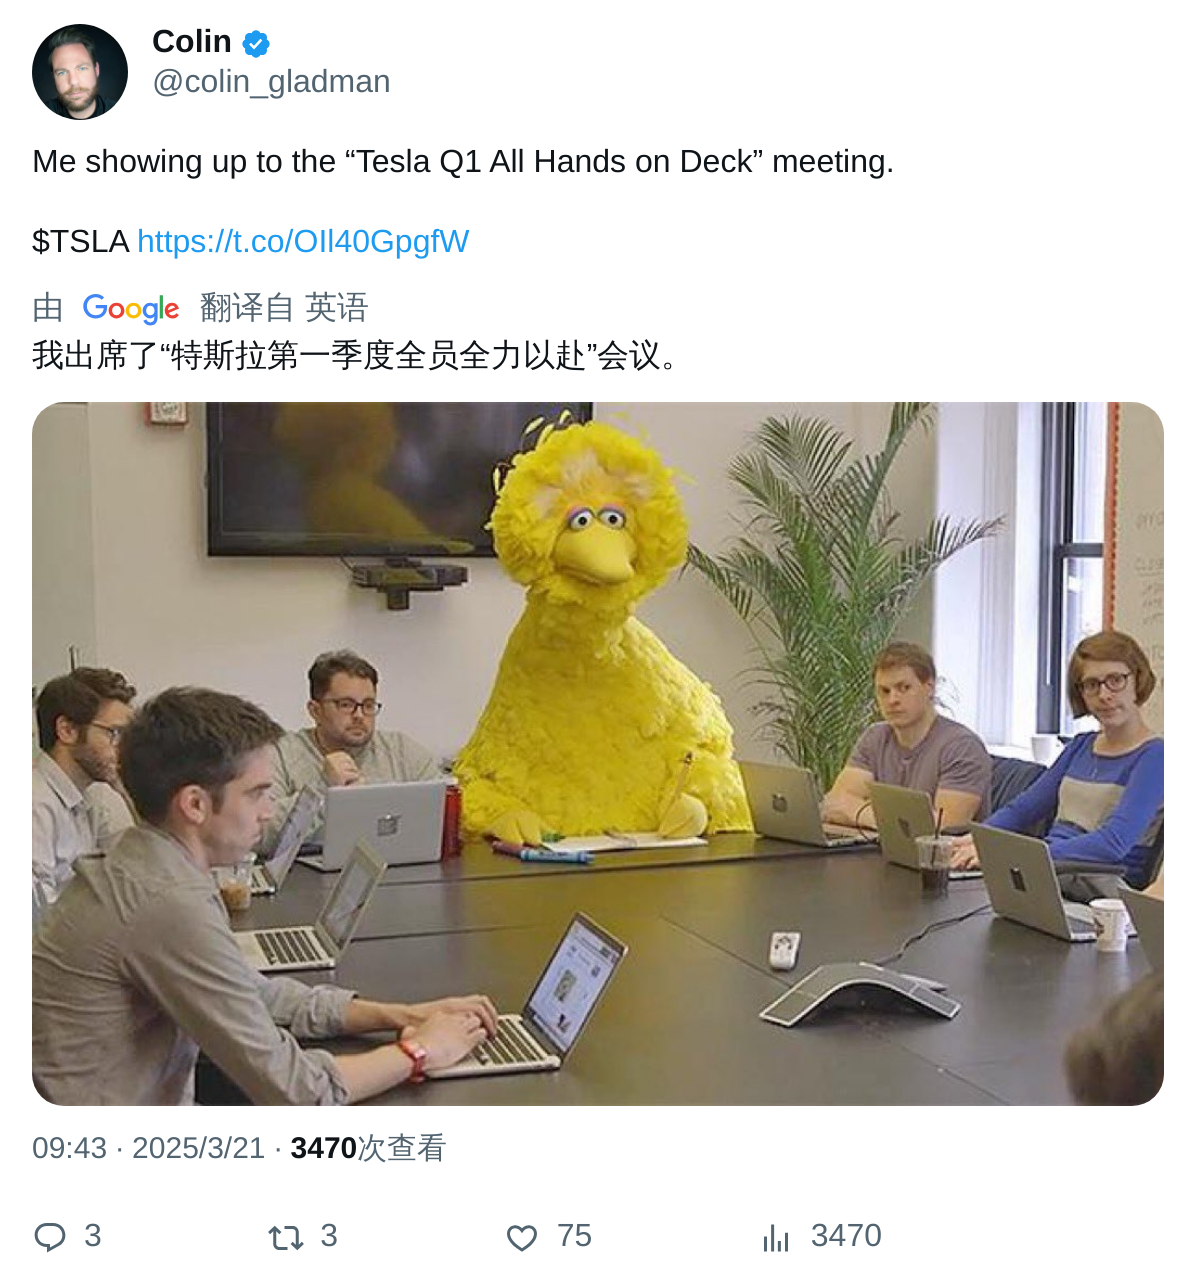 Colin
@colin_gladman
Me showing up to the “Tesla Q1 All Hands on Deck” meeting.
$TSLA https://t.co/OIl40GpgfW
由 Google 翻译自 英语
我出席了“特斯拉第一季度全员全力以赴”会议。
09:43 · 2025/3/21 · 3470次查看
3 3 75 3470